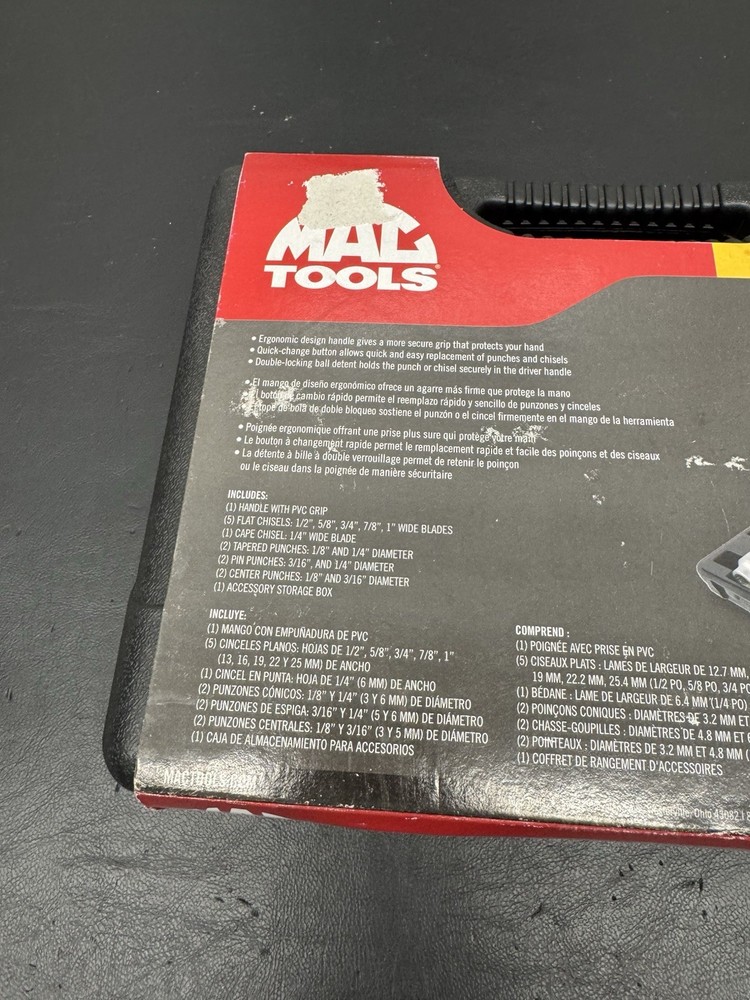 MAC
TOOLS
• Ergonomic design handle gives a more secure grip that protects your hand
• Quick-change button allows quick and easy replacement of punches and chisels
• Double-locking ball detent holds the punch or chisel securely in the driver handle
• El mango de diseño ergonómico ofrece un agarre más firme que protege la mano
• El botón de cambio rápido permite el reemplazo rápido y sencillo de punzones y cinceles
• El tope de bola de doble bloqueo sostiene el punzón o el cincel firmemente en el mango de la herramienta
• Poignée ergonomique offrant une prise plus sure qui protège votre main
• Le bouton à changement rapide permet le remplacement rapide et facile des poinçons et des ciseaux
• La détente à bille à double verrouillage permet de retenir le poinçon
ou le ciseau dans la poignée de manière sécuritaire
INCLUDES:
(1) HANDLE WITH PVC GRIP
(5) FLAT CHISELS: 1/2", 5/8", 3/4", 7/8", 1" WIDE BLADES
(1) CAPE CHISEL: 1/4" WIDE BLADE
(2) TAPERED PUNCHES: 1/8" AND 1/4" DIAMETER
(2) PIN PUNCHES: 3/16", AND 1/4" DIAMETER
(2) CENTER PUNCHES: 1/8" AND 3/16" DIAMETER
(1) ACCESSORY STORAGE BOX
INCLUYE:
(1) MANGO CON EMPUÑADURA DE PVC
(5) CINCELES PLANOS: HOJAS DE 1/2", 5/8", 3/4", 7/8", 1"
(13, 16, 19, 22 Y 25 MM) DE ANCHO
(1) CINCEL EN PUNTA: HOJA DE 1/4" (6 MM) DE ANCHO
(2) PUNZONES CÓNICOS: 1/8" Y 1/4" (3 Y 6 MM) DE DIÁMETRO
(2) PUNZONES DE ESPIGA: 3/16" Y 1/4" (5 Y 6 MM) DE DIÁMETRO
(2) PUNZONES CENTRALES: 1/8" Y 3/16" (3 Y 5 MM) DE DIÁMETRO
(1) CAJA DE ALMACENAMIENTO PARA ACCESORIOS
COMPREND :
(1) POIGNÉE AVEC PRISE EN PVC
(5) CISEAUX PLATS : LAMES DE LARGEUR DE 12.7 MM,
19 MM, 22.2 MM, 25.4 MM (1/2 PO, 5/8 PO, 3/4 PO
(1) BÉDANE : LAME DE LARGEUR DE 6.4 MM (1/4 PO)
(2) POINÇONS CONIQUES : DIAMÈTRES DE 3.2 MM ET
(2) CHASSE-GOUPILLES : DIAMÈTRES DE 4.8 MM ET 6
(2) POINTEAUX : DIAMÈTRES DE 3.2 MM ET 4.8 MM (
(1) COFFRET DE RANGEMENT D'ACCESSOIRES
MACTOOLS.COM
Ohio 43082 |